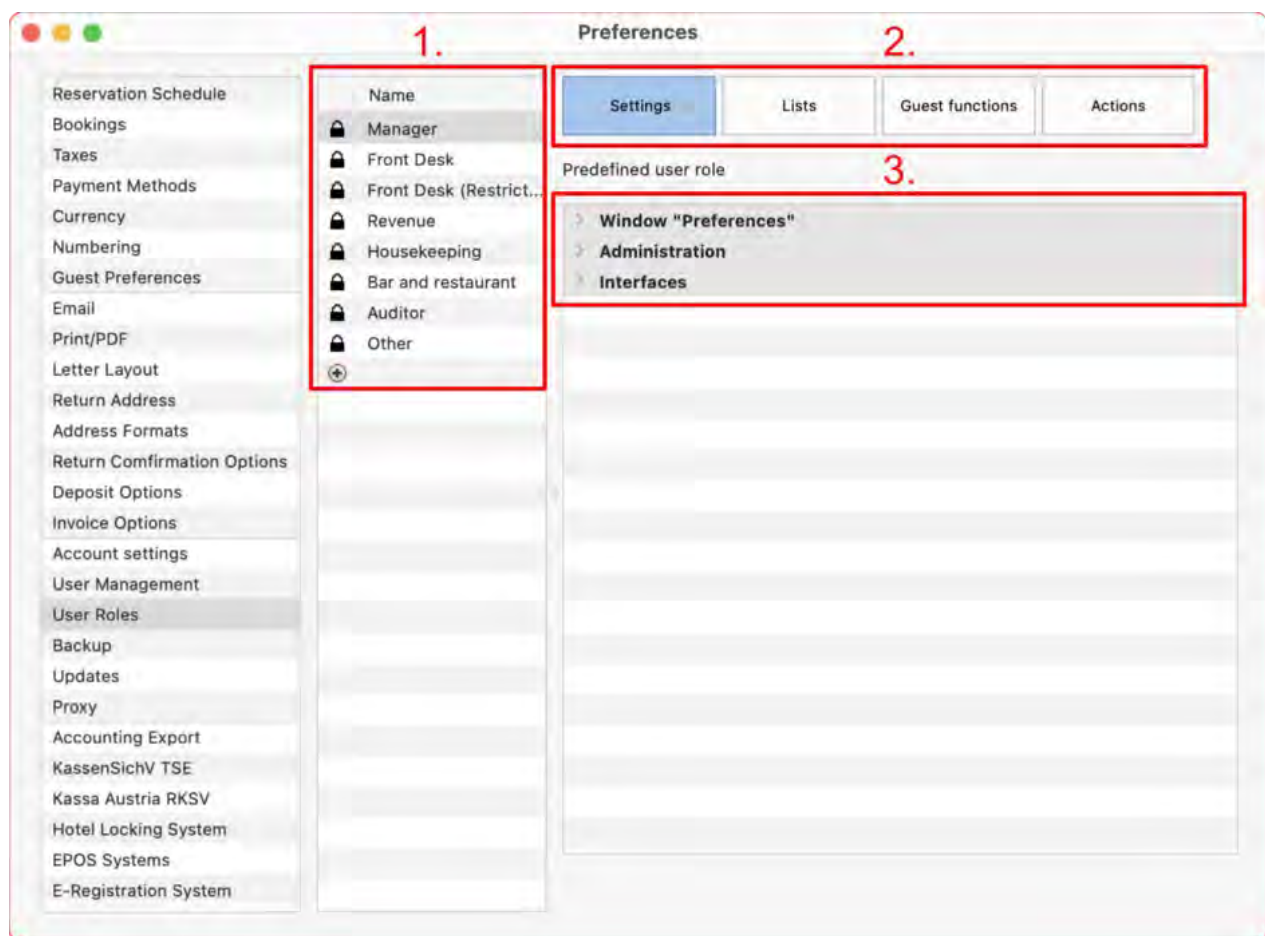 Preferences
1.
2.
Reservation Schedule
Bookings
Taxes
Payment Methods
Currency
Numbering
Guest Preferences
Email
Print/PDF
Letter Layout
Return Address
Address Formats
Return Comfirmation Options
Deposit Options
Invoice Options
Account settings
User Management
User Roles
Backup
Updates
Proxy
Accounting Export
KassenSichV TSE
Kassa Austria RKSV
Hotel Locking System
EPOS Systems
E-Registration System
Name
Manager
Front Desk
Front Desk (Restrict...
Revenue
Housekeeping
Bar and restaurant
Auditor
Other
Settings Lists Guest functions Actions
Predefined user role
3.
Window "Preferences"
Administration
Interfaces